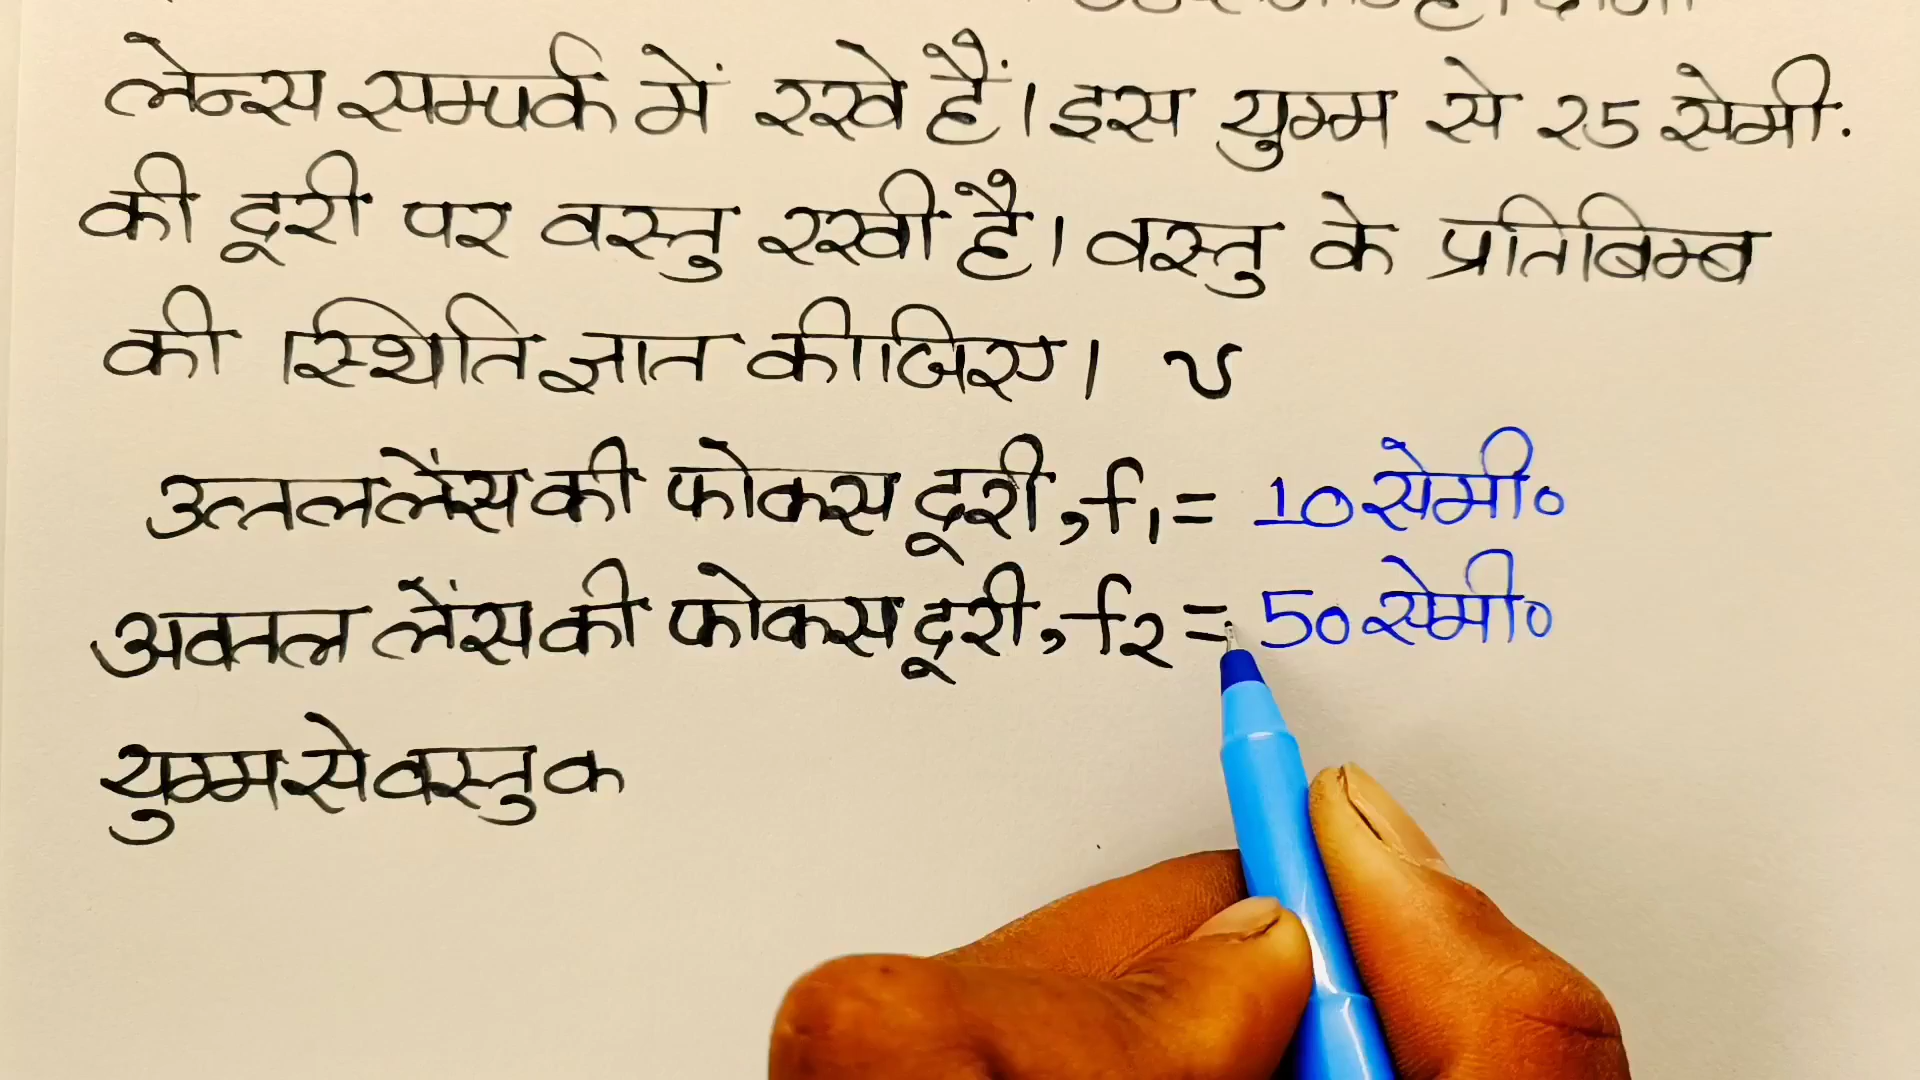 लेन्स सम्पर्क में रखे हैं। इस युग्म से 25 सेमी.
की दूरी पर वस्तु रखी है। वस्तु के प्रतिबिम्ब
की स्थिति ज्ञात कीजिए। v
उत्तल लेंस की फोकस दूरी, f₁ = 10 सेमी०
अवतल लेंस की फोकस दूरी, f₂ = 50 सेमी०
युग्म से वस्तु क